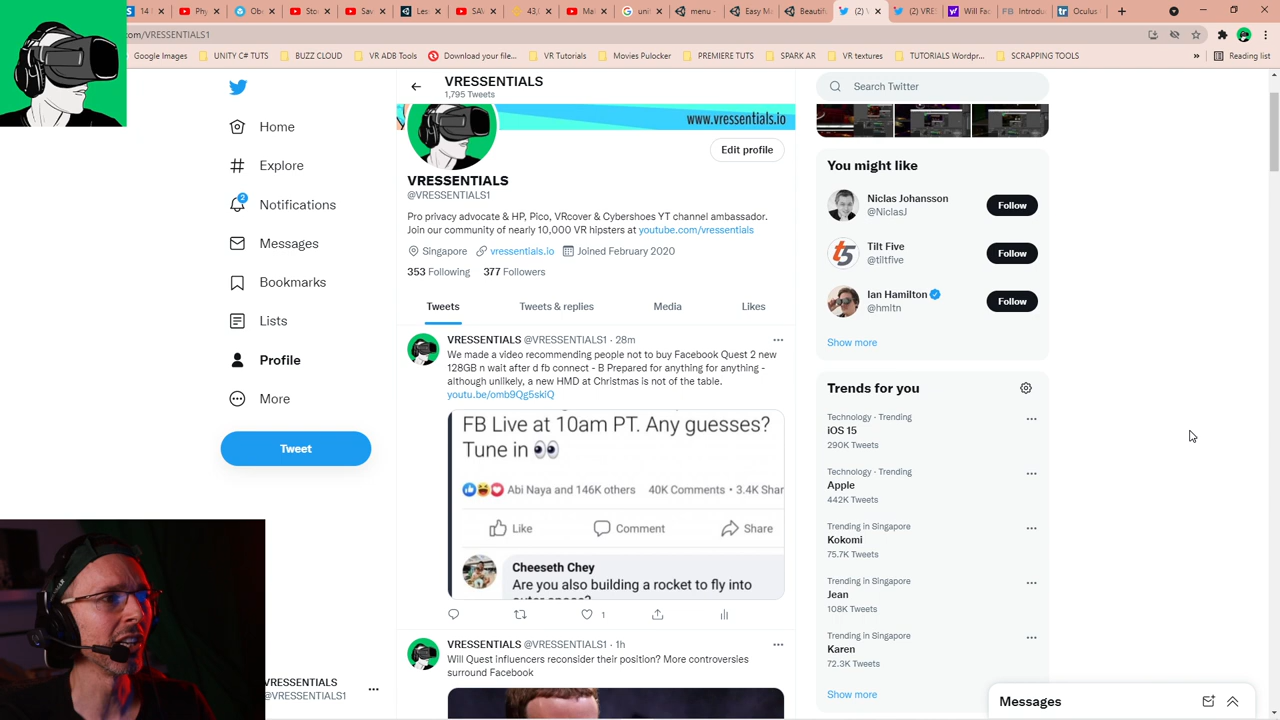 com/VRESSENTIALS1
Google Images
UNITY C# TUTS
BUZZ CLOUD
VR ADB Tools
Download your file...
VR Tutorials
Movies Pulocker
PREMIERE TUTS
SPARK AR
VR textures
TUTORIALS Wordpr...
SCRAPPING TOOLS
»
Reading list
VRESSENTIALS
1,795 Tweets
Search Twitter
Home
Explore
2
Notifications
Messages
Bookmarks
Lists
Profile
More
Tweet
VRESSENTIALS
@VRESSENTIALS1
www.vressentials.io
Edit profile
VRESSENTIALS
@VRESSENTIALS1
Pro privacy advocate & HP, Pico, VRcover & Cybershoes YT channel ambassador.
Join our community of nearly 10,000 VR hipsters at youtube.com/vressentials
Singapore vressentials.io Joined February 2020
353 Following 377 Followers
Tweets Tweets & replies Media Likes
VRESSENTIALS @VRESSENTIALS1 · 28m
We made a video recommending people not to buy Facebook Quest 2 new
128GB n wait after d fb connect - B Prepared for anything for anything -
although unlikely, a new HMD at Christmas is not of the table.
youtu.be/omb9Qg5skiQ
FB Live at 10am PT. Any guesses?
Tune in 👀
Abi Naya and 146K others 40K Comments • 3.4K Shar
Like Comment Share
Cheeseth Chey
Are you also building a rocket to fly into
1
VRESSENTIALS @VRESSENTIALS1 · 1h
Will Quest influencers reconsider their position? More controversies
surround Facebook
You might like
Niclas Johansson
@NiclasJ
Follow
Tilt Five
@tiltfive
Follow
Ian Hamilton
@hmltn
Follow
Show more
Trends for you
Technology · Trending
iOS 15
290K Tweets
Technology · Trending
Apple
442K Tweets
Trending in Singapore
Kokomi
75.7K Tweets
Trending in Singapore
Jean
108K Tweets
Trending in Singapore
Karen
72.3K Tweets
Show more
Messages